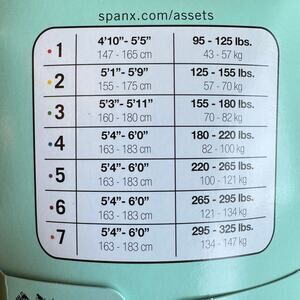 spanx.com/assets
1 4'10"- 5'5" 95 - 125 lbs.
147 - 165 cm 43 - 57 kg
2 5'1"- 5'9" 125 - 155 lbs.
155 - 175 cm 57 - 70 kg
3 5'3"- 5'11" 155 - 180 lbs.
160 - 180 cm 70 - 82 kg
4 5'4"- 6'0" 180 - 220 lbs.
163 - 183 cm 82 - 100 kg
5 5'4"- 6'0" 220 - 265 lbs.
163 - 183 cm 100 - 121 kg
6 5'4"- 6'0" 265 - 295 lbs.
163 - 183 cm 121 - 134 kg
7 5'4"- 6'0" 295 - 325 lbs.
163 - 183 cm 134 - 147 kg